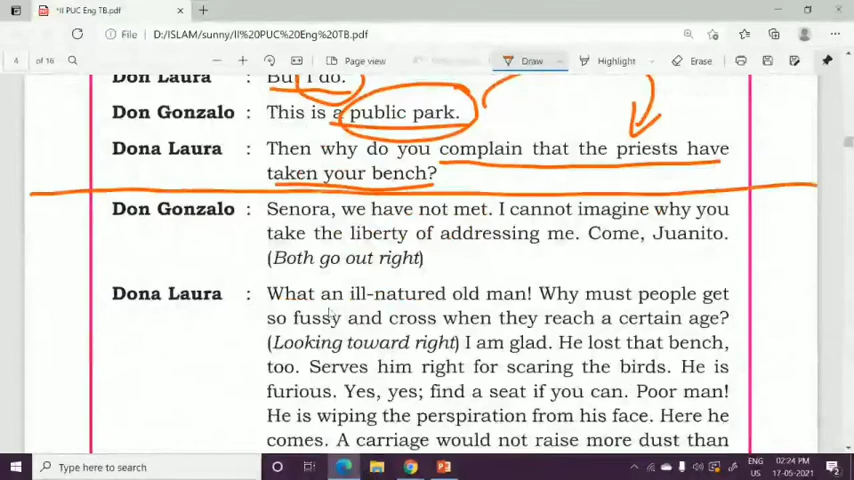 *II PUC Eng TB.pdf
File
D:/ISLAM/sunny/II%20PUC%20Eng%20TB.pdf
4 of 16
Page view
Draw
Highlight
Erase
Don Laura : But I do.
Don Gonzalo : This is a public park.
Dona Laura : Then why do you complain that the priests have
taken your bench?
Don Gonzalo : Senora, we have not met. I cannot imagine why you
take the liberty of addressing me. Come, Juanito.
(Both go out right)
Dona Laura : What an ill-natured old man! Why must people get
so fussy and cross when they reach a certain age?
(Looking toward right) I am glad. He lost that bench,
too. Serves him right for scaring the birds. He is
furious. Yes, yes; find a seat if you can. Poor man!
He is wiping the perspiration from his face. Here he
comes. A carriage would not raise more dust than
Type here to search
ENG
US
02:24 PM
17-05-2021
2